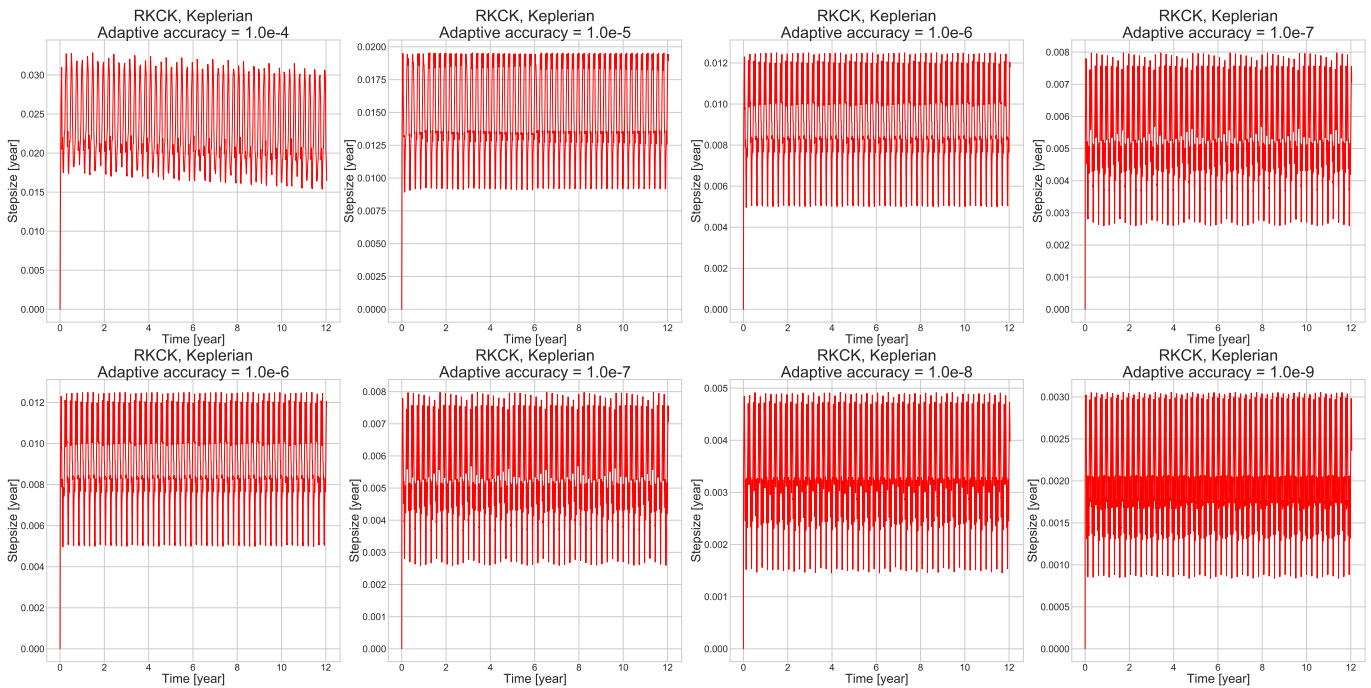 RKCK, Keplerian
Adaptive accuracy = 1.0e-4
Stepsize [year]
0.030
0.025
0.020
0.015
0.010
0.005
0.000
0 2 4 6 8 10 12
Time [year]
RKCK, Keplerian
Adaptive accuracy = 1.0e-5
Stepsize [year]
0.0200
0.0175
0.0150
0.0125
0.0100
0.0075
0.0050
0.0025
0.0000
0 2 4 6 8 10 12
Time [year]
RKCK, Keplerian
Adaptive accuracy = 1.0e-6
Stepsize [year]
0.012
0.010
0.008
0.006
0.004
0.002
0.000
0 2 4 6 8 10 12
Time [year]
RKCK, Keplerian
Adaptive accuracy = 1.0e-7
Stepsize [year]
0.008
0.007
0.006
0.005
0.004
0.003
0.002
0.001
0.000
0 2 4 6 8 10 12
Time [year]
RKCK, Keplerian
Adaptive accuracy = 1.0e-6
Stepsize [year]
0.012
0.010
0.008
0.006
0.004
0.002
0.000
0 2 4 6 8 10 12
Time [year]
RKCK, Keplerian
Adaptive accuracy = 1.0e-7
Stepsize [year]
0.008
0.007
0.006
0.005
0.004
0.003
0.002
0.001
0.000
0 2 4 6 8 10 12
Time [year]
RKCK, Keplerian
Adaptive accuracy = 1.0e-8
Stepsize [year]
0.005
0.004
0.003
0.002
0.001
0.000
0 2 4 6 8 10 12
Time [year]
RKCK, Keplerian
Adaptive accuracy = 1.0e-9
Stepsize [year]
0.0030
0.0025
0.0020
0.0015
0.0010
0.0005
0.0000
0 2 4 6 8 10 12
Time [year]